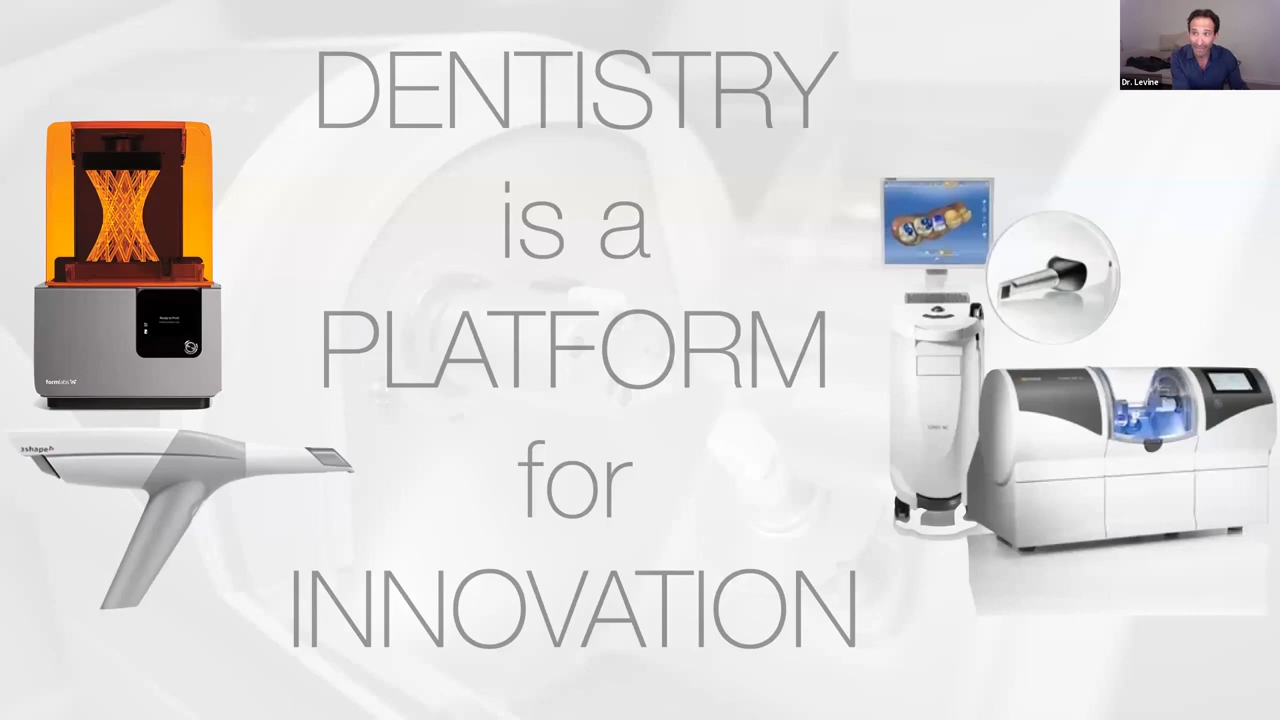 DENTISTRY
is a
PLATFORM
for
INNOVATION
Dr. Levine
formlabs
3shape